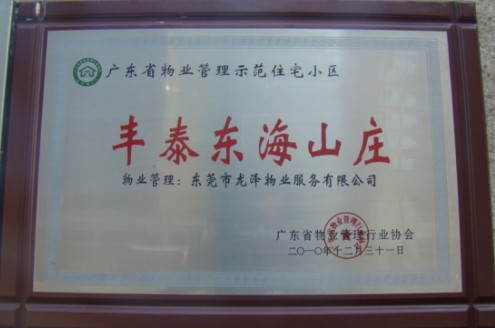 广东省物业管理示范住宅小区
丰泰东海山庄
物业管理：东莞市龙泽物业服务有限公司
广东省物业管理行业协会
二〇一〇年十二月三十一日